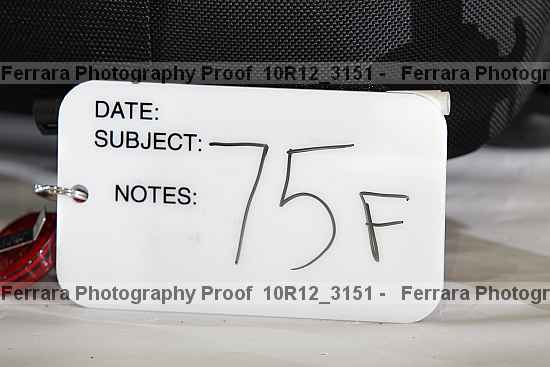 Ferrara Photography Proof 10R12_3151 - Ferrara Photogr
DATE:
SUBJECT: 75F
NOTES:
Ferrara Photography Proof 10R12_3151 - Ferrara Photogr